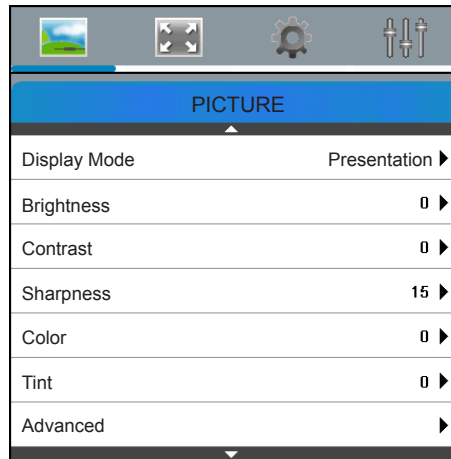 PICTURE
Display Mode Presentation
Brightness 0
Contrast 0
Sharpness 15
Color 0
Tint 0
Advanced